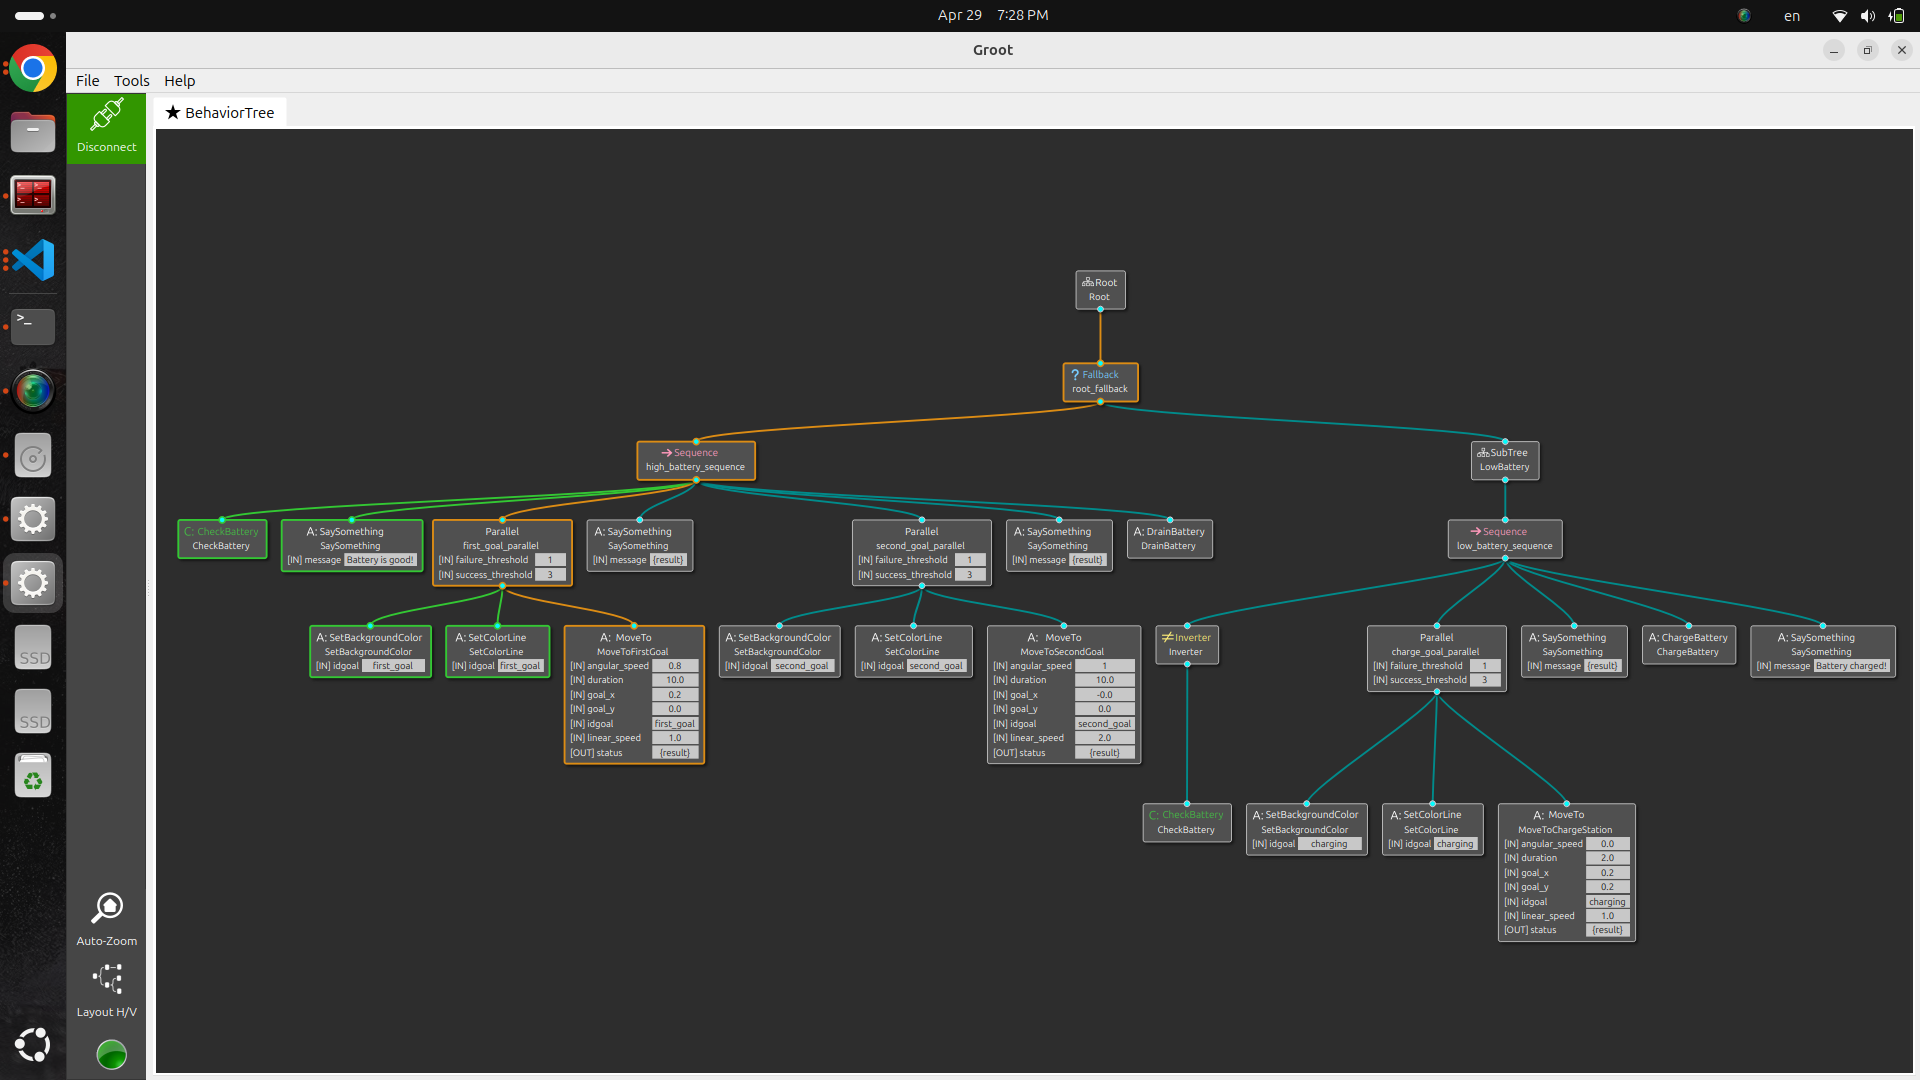 Apr 29 7:28 PM
en
Groot
File Tools Help
Disconnect
★ BehaviorTree
Root
Root
? Fallback
root_fallback
Sequence
high_battery_sequence
SubTree
LowBattery
C: CheckBattery
CheckBattery
A: SaySomething
SaySomething
[IN] message Battery is good!
Parallel
first_goal_parallel
[IN] failure_threshold 1
[IN] success_threshold 3
A: SaySomething
SaySomething
[IN] message {result}
Parallel
second_goal_parallel
[IN] failure_threshold 1
[IN] success_threshold 3
A: SaySomething
SaySomething
[IN] message {result}
A: DrainBattery
DrainBattery
Sequence
low_battery_sequence
A: SetBackgroundColor
SetBackgroundColor
[IN] idgoal first_goal
A: SetColorLine
SetColorLine
[IN] idgoal first_goal
A: MoveTo
MoveToFirstGoal
[IN] angular_speed 0.8
[IN] duration 10.0
[IN] goal_x 0.2
[IN] goal_y 0.0
[IN] idgoal first_goal
[IN] linear_speed 1.0
[OUT] status {result}
A: SetBackgroundColor
SetBackgroundColor
[IN] idgoal second_goal
A: SetColorLine
SetColorLine
[IN] idgoal second_goal
A: MoveTo
MoveToSecondGoal
[IN] angular_speed 1
[IN] duration 10.0
[IN] goal_x -0.0
[IN] goal_y 0.0
[IN] idgoal second_goal
[IN] linear_speed 2.0
[OUT] status {result}
≠ Inverter
Inverter
Parallel
charge_goal_parallel
[IN] failure_threshold 1
[IN] success_threshold 3
A: SaySomething
SaySomething
[IN] message {result}
A: ChargeBattery
ChargeBattery
A: SaySomething
SaySomething
[IN] message Battery charged!
C: CheckBattery
CheckBattery
A: SetBackgroundColor
SetBackgroundColor
[IN] idgoal charging
A: SetColorLine
SetColorLine
[IN] idgoal charging
A: MoveTo
MoveToChargeStation
[IN] angular_speed 0.0
[IN] duration 2.0
[IN] goal_x 0.2
[IN] goal_y 0.2
[IN] idgoal charging
[IN] linear_speed 1.0
[OUT] status {result}
SSD
SSD
Auto-Zoom
Layout H/V